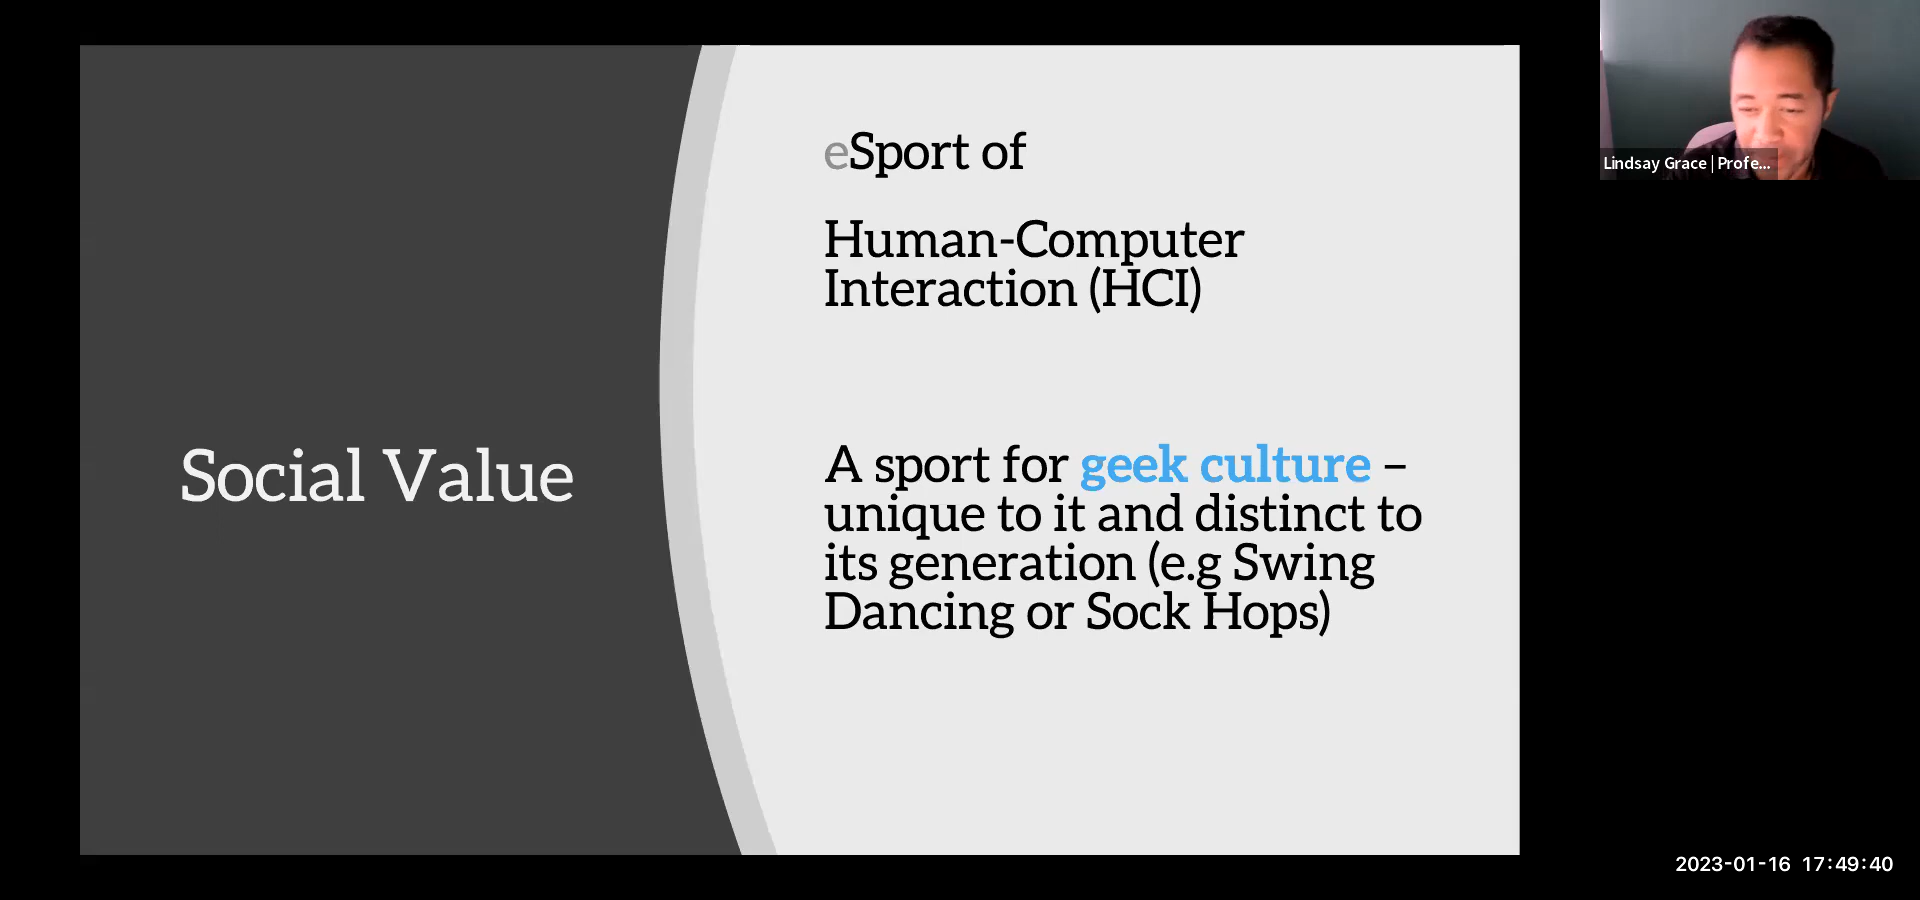 Social Value
eSport of
Human-Computer
Interaction (HCI)
A sport for geek culture –
unique to it and distinct to
its generation (e.g Swing
Dancing or Sock Hops)
Lindsay Grace | Profe...
2023-01-16 17:49:40